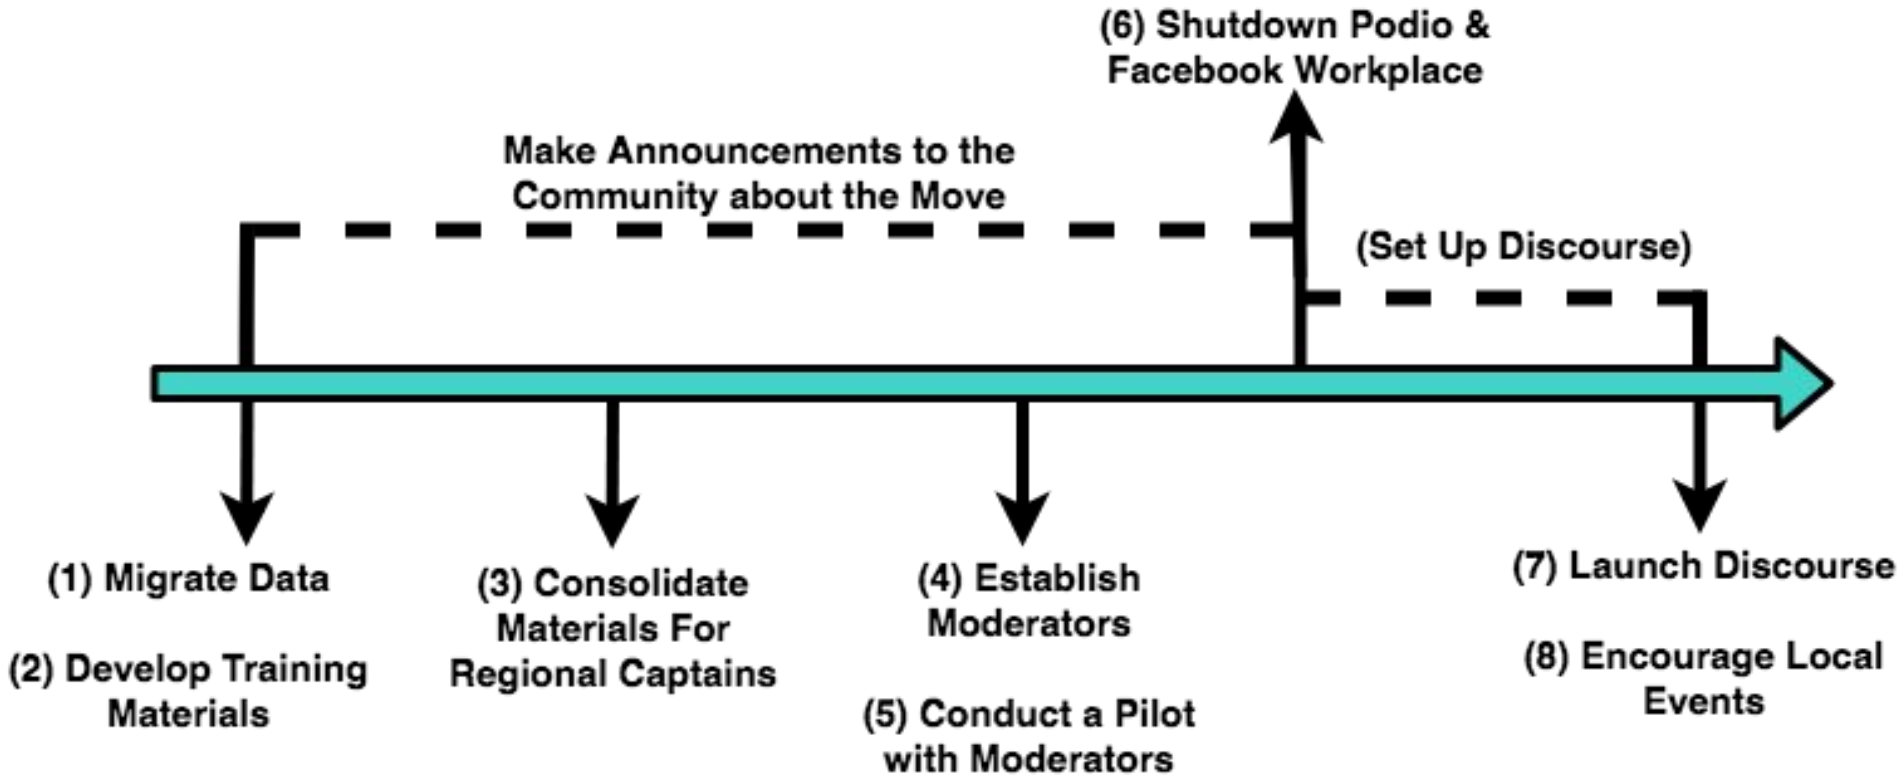 (6) Shutdown Podio &
Facebook Workplace
Make Announcements to the
Community about the Move
(Set Up Discourse)
(1) Migrate Data
(2) Develop Training
Materials
(3) Consolidate
Materials For
Regional Captains
(4) Establish
Moderators
(5) Conduct a Pilot
with Moderators
(7) Launch Discourse
(8) Encourage Local
Events